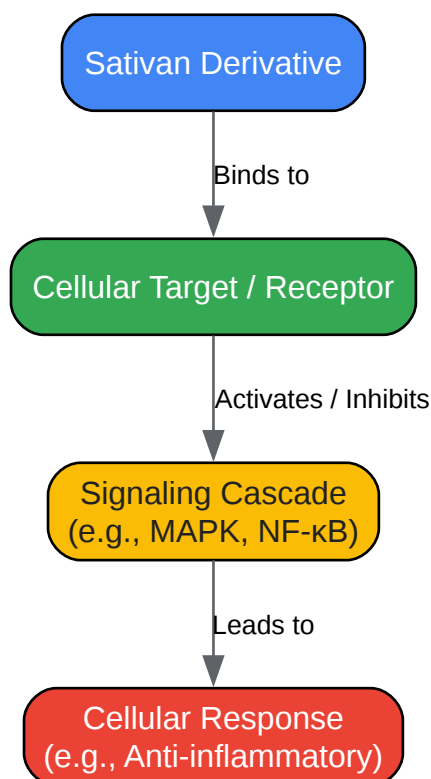 Sativan Derivative
Binds to
Cellular Target / Receptor
Activates / Inhibits
Signaling Cascade
(e.g., MAPK, NF-κB)
Leads to
Cellular Response
(e.g., Anti-inflammatory)